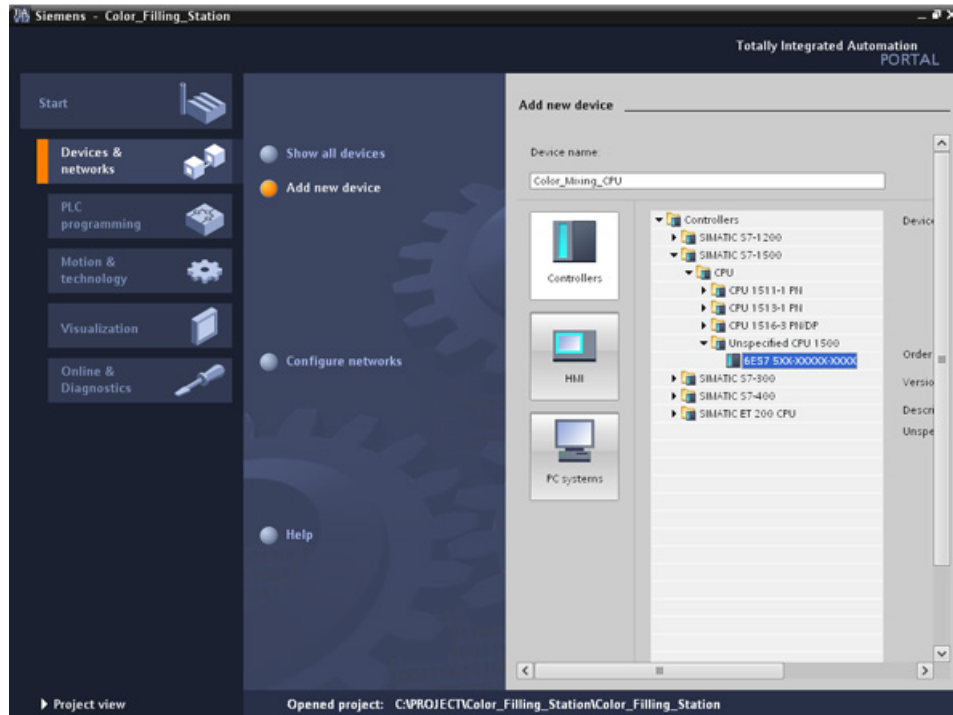 Siemens - Color_Filling_Station
Totally Integrated Automation
PORTAL
Start
Devices &
networks
PLC
programming
Motion &
technology
Visualization
Online &
Diagnostics
Show all devices
Add new device
Configure networks
Help
Add new device
Device name:
Color_Mixing_CPU
Controllers
HMI
PC systems
Controllers
SIMATIC S7-1200
SIMATIC S7-1500
CPU
CPU 1511-1 PN
CPU 1513-1 PN
CPU 1516-3 PN/DP
Unspecified CPU 1500
6ES7 5XX-XXXXX-XXXX
SIMATIC S7-300
SIMATIC S7-400
SIMATIC ET 200 CPU
Device
Order
Versio
Descri
Unspe
Project view
Opened project: C:\PROJECT\Color_Filling_Station\Color_Filling_Station